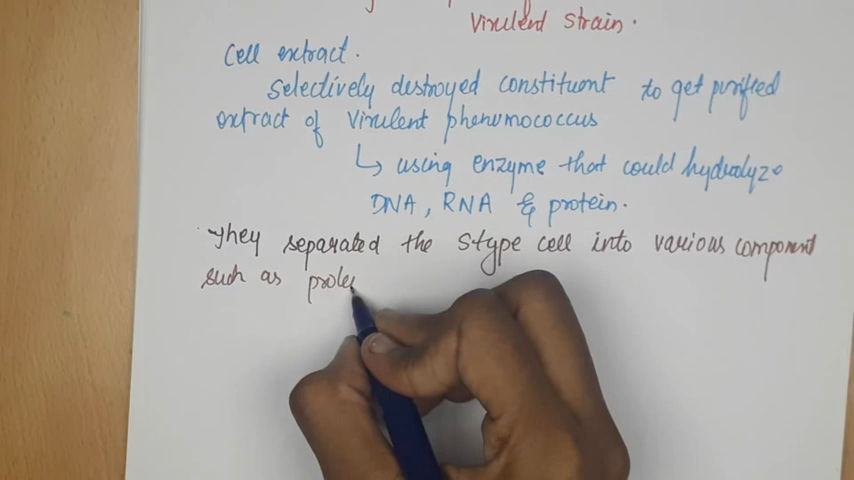 Virulent strain.
Cell extract.
Selectively destroyed constituent to get purified
extract of virulent phenumococcus
↳ using enzyme that could hydrolyze
DNA, RNA & protein.
They separated the S type cell into various component
such as prote